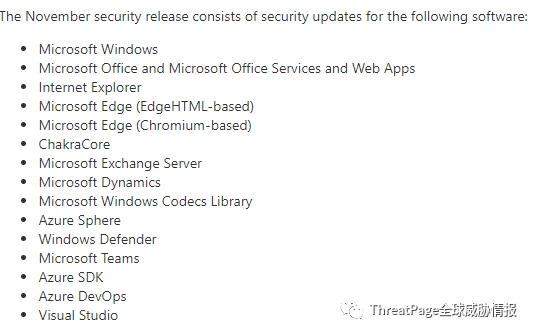 The November security release consists of security updates for the following software:
• Microsoft Windows
• Microsoft Office and Microsoft Office Services and Web Apps
• Internet Explorer
• Microsoft Edge (EdgeHTML-based)
• Microsoft Edge (Chromium-based)
• ChakraCore
• Microsoft Exchange Server
• Microsoft Dynamics
• Microsoft Windows Codecs Library
• Azure Sphere
• Windows Defender
• Microsoft Teams
• Azure SDK
• Azure DevOps
• Visual Studio
ThreatPage全球威胁情报